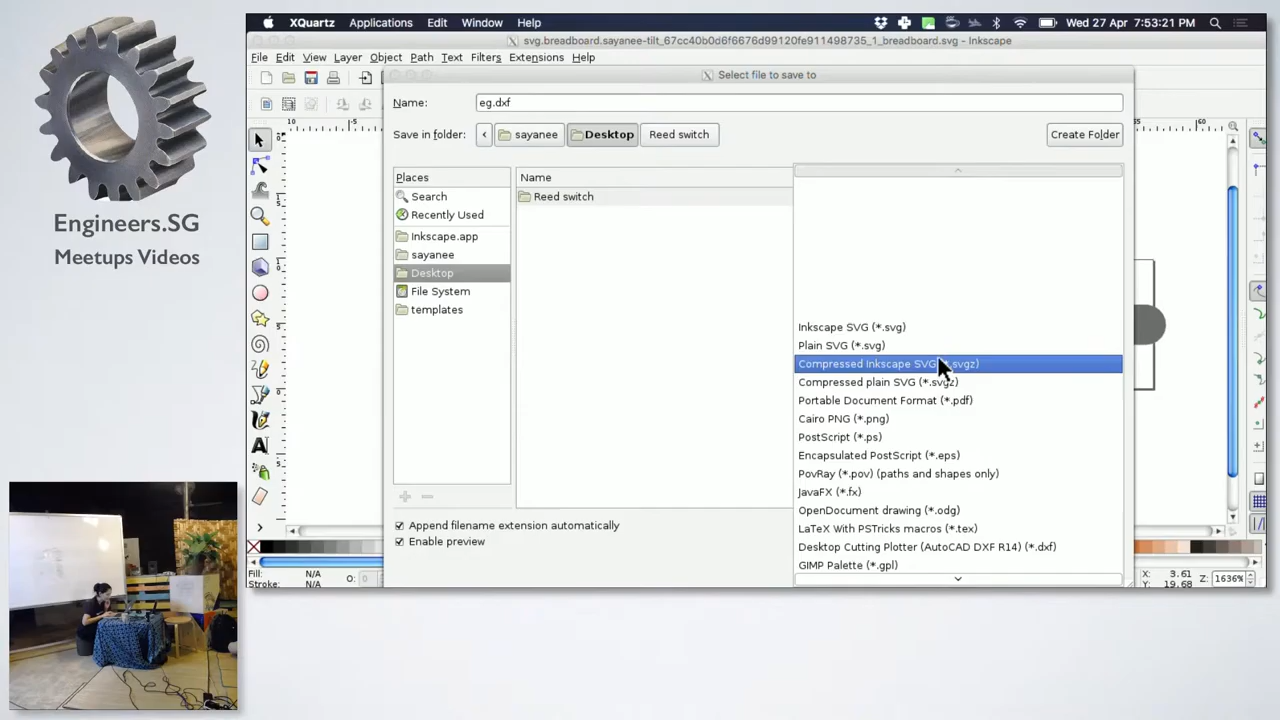 XQuartz Applications Edit Window Help Wed 27 Apr 7:53:21 PM
svg.breadboard.sayanee-tilt_67cc40b0d6f6676d99120fe911498735_1_breadboard.svg - Inkscape
File Edit View Layer Object Path Text Filters Extensions Help
Select file to save to
Name: eg.dxf
Save in folder: sayanee Desktop Reed switch Create Folder
Places Name
Search Reed switch
Recently Used
Inkscape.app
sayanee
Desktop
File System
templates
Inkscape SVG (*.svg)
Plain SVG (*.svg)
Compressed Inkscape SVG (*.svgz)
Compressed plain SVG (*.svgz)
Portable Document Format (*.pdf)
Cairo PNG (*.png)
PostScript (*.ps)
Encapsulated PostScript (*.eps)
PovRay (*.pov) (paths and shapes only)
JavaFX (*.fx)
OpenDocument drawing (*.odg)
LaTeX With PSTricks macros (*.tex)
Desktop Cutting Plotter (AutoCAD DXF R14) (*.dxf)
GIMP Palette (*.gpl)
Append filename extension automatically
Enable preview
Fill: N/A
Stroke: N/A
O: 0
X: 3.61
Y: 19.68
Z: 1636%
Engineers.SG
Meetups Videos